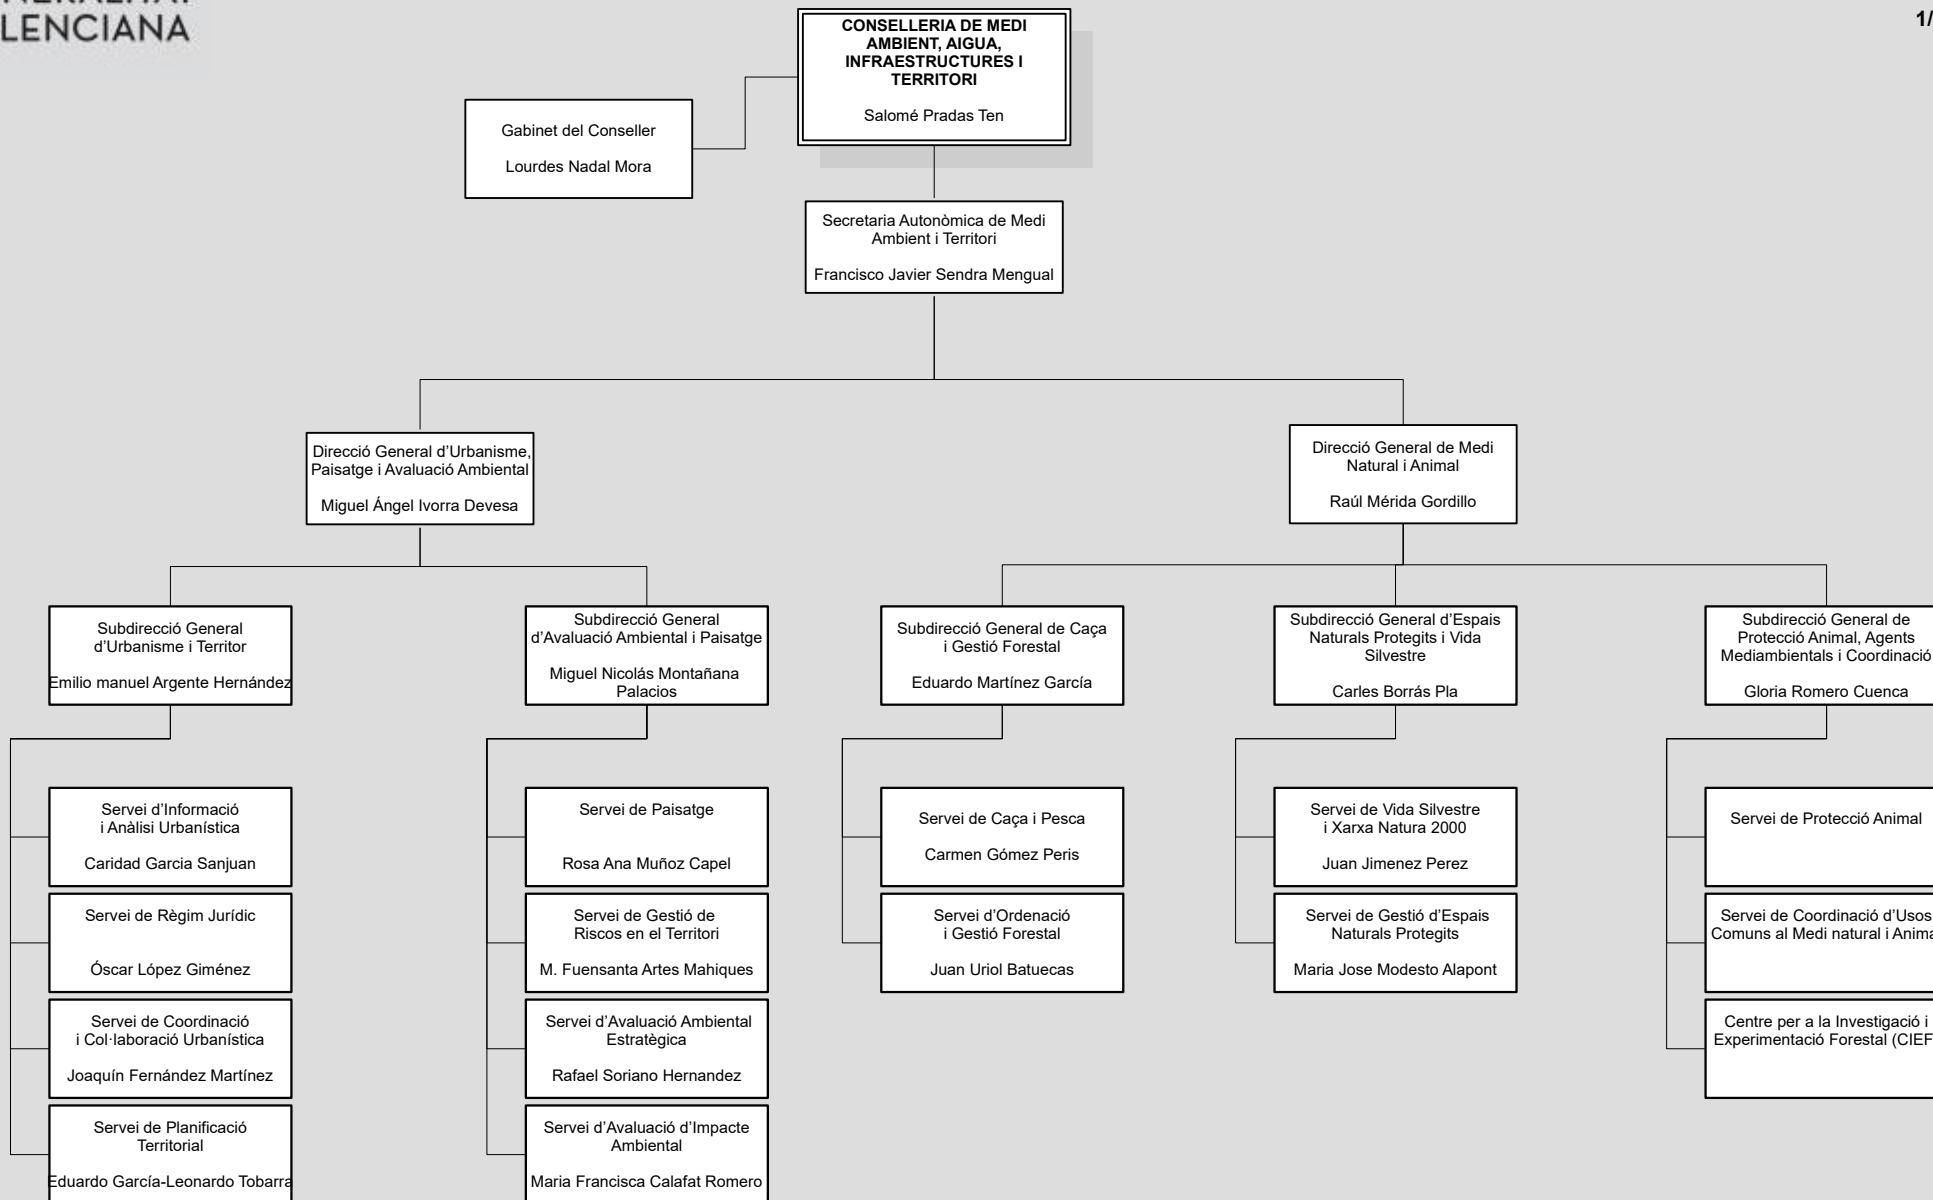 LENCIANA
1/
CONSELLERIA DE MEDI
AMBIENT, AIGUA,
INFRAESTRUCTURES I
TERRITORI
Salomé Pradas Ten
Gabinet del Conseller
Lourdes Nadal Mora
Secretaria Autonòmica de Medi
Ambient i Territori
Francisco Javier Sendra Mengual
Direcció General d'Urbanisme,
Paisatge i Avaluació Ambiental
Miguel Ángel Ivorra Devesa
Direcció General de Medi
Natural i Animal
Raúl Mérida Gordillo
Subdirecció General
d'Urbanisme i Territor
Emilio manuel Argente Hernández
Subdirecció General
d'Avaluació Ambiental i Paisatge
Miguel Nicolás Montañana
Palacios
Subdirecció General de Caça
i Gestió Forestal
Eduardo Martínez García
Subdirecció General d'Espais
Naturals Protegits i Vida
Silvestre
Carles Borrás Pla
Subdirecció General de
Protecció Animal, Agents
Mediambientals i Coordinació
Gloria Romero Cuenca
Servei d'Informació
i Anàlisi Urbanística
Caridad Garcia Sanjuan
Servei de Règim Jurídic
Óscar López Giménez
Servei de Coordinació
i Col·laboració Urbanística
Joaquín Fernández Martínez
Servei de Planificació
Territorial
Eduardo García-Leonardo Tobarra
Servei de Paisatge
Rosa Ana Muñoz Capel
Servei de Gestió de
Riscos en el Territori
M. Fuensanta Artes Mahiques
Servei d'Avaluació Ambiental
Estratègica
Rafael Soriano Hernandez
Servei d'Avaluació d'Impacte
Ambiental
Maria Francisca Calafat Romero
Servei de Caça i Pesca
Carmen Gómez Peris
Servei d'Ordenació
i Gestió Forestal
Juan Uriol Batuecas
Servei de Vida Silvestre
i Xarxa Natura 2000
Juan Jimenez Perez
Servei de Gestió d'Espais
Naturals Protegits
Maria Jose Modesto Alapont
Servei de Protecció Animal
Servei de Coordinació d'Usos
Comuns al Medi natural i Anima
Centre per a la Investigació i
Experimentació Forestal (CIEF